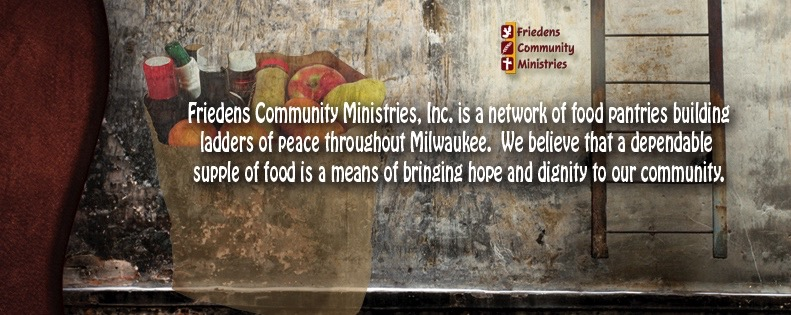 Friedens
Community
Ministries
Friedens Community Ministries, Inc. is a network of food pantries building
ladders of peace throughout Milwaukee. We believe that a dependable
supple of food is a means of bringing hope and dignity to our community.